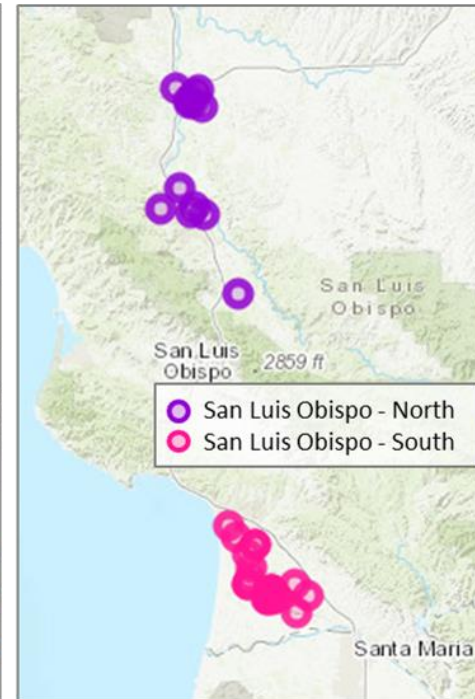 San Luis
Obispo
San Luis
Obispo
2859 ft
San Luis Obispo - North
San Luis Obispo - South
Santa Maria